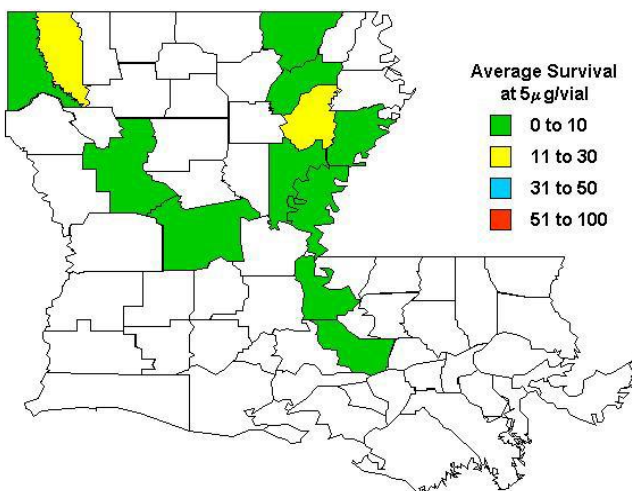 Average Survival
at 5µg/vial
0 to 10
11 to 30
31 to 50
51 to 100